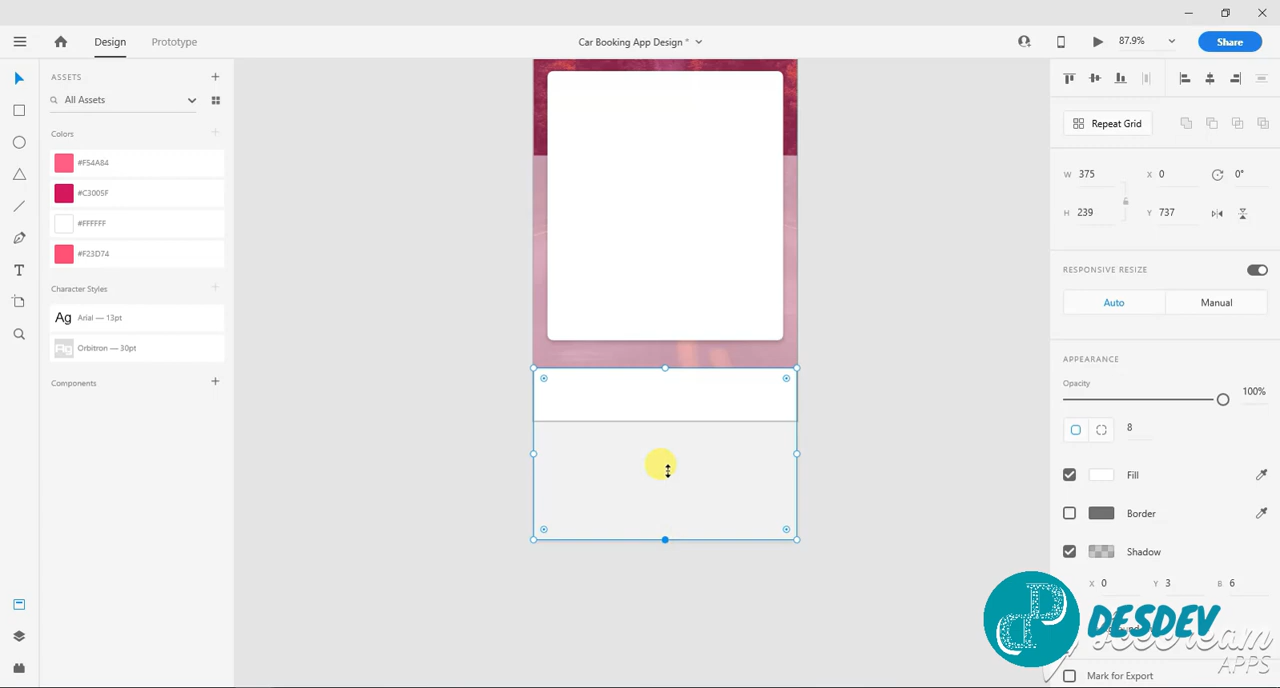 Design
Prototype
Car Booking App Design *
87.9%
Share
ASSETS
All Assets
Colors
#F54A84
#C3005F
#FFFFFF
#F23D74
Character Styles
Ag Arial — 13pt
Ag Orbitron — 30pt
Components
Repeat Grid
W 375 X 0 0°
H 239 Y 737
RESPONSIVE RESIZE
Auto Manual
APPEARANCE
Opacity
100%
8
Fill
Border
Shadow
X 0 Y 3 B 6
DESDEV
APPS
Mark for Export